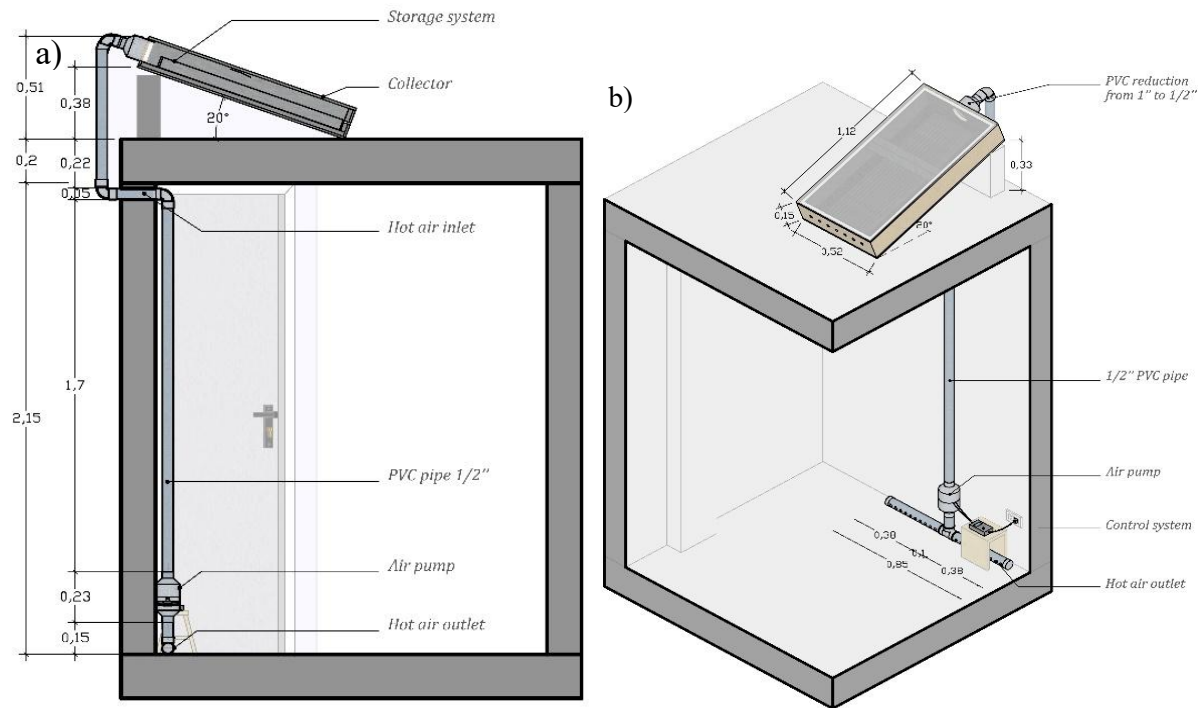 a)
Storage system
Collector
0,51
0,38
20°
0,2
0,22
0,05
Hot air inlet
1,7
2,15
PVC pipe 1/2"
Air pump
0,23
Hot air outlet
0,15
b)
PVC reduction
from 1" to 1/2"
1,12
0,33
0,15
0,52
20°
1/2" PVC pipe
Air pump
Control system
0,38
0,1
0,38
0,85
Hot air outlet